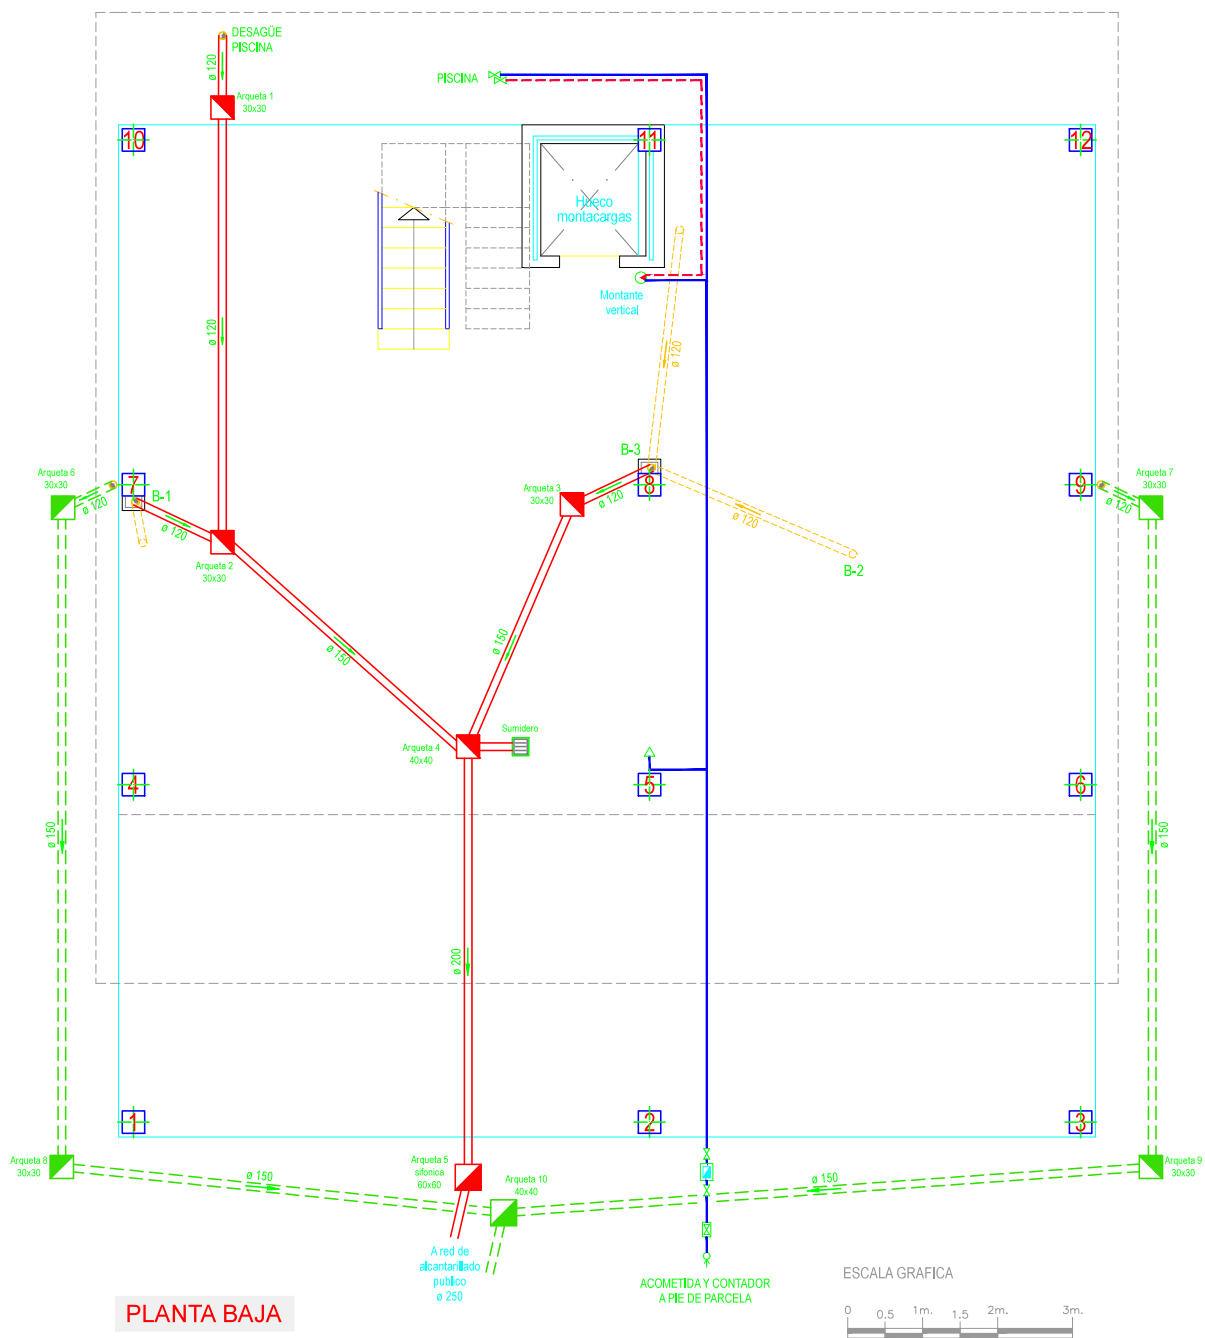 DESAGÜE
PISCINA
ø 120
Arqueta 1
30x30
PISCINA
10
11
12
Hueco
montacargas
Montante
vertical
ø 120
ø 120
B-3
Arqueta 6
30x30
ø 120
7
B-1
ø 120
Arqueta 3
30x30
ø 120
8
ø 120
B-2
9
ø 120
Arqueta 7
30x30
Arqueta 2
30x30
ø 150
ø 150
Arqueta 4
40x40
Sumidero
4
5
6
ø 150
ø 150
ø 200
1
2
3
Arqueta 8
30x30
ø 150
Arqueta 5
sifonica
60x60
Arqueta 10
40x40
ø 150
Arqueta 9
30x30
A red de
alcantarillado
publico
ø 250
ACOMETIDA Y CONTADOR
A PIE DE PARCELA
ESCALA GRAFICA
0 0.5 1m. 1.5 2m. 3m.
PLANTA BAJA